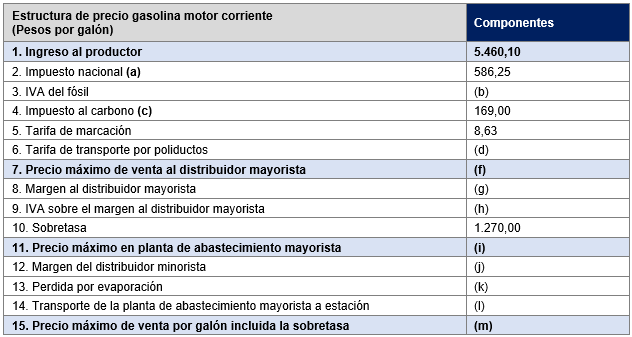 Estructura de precio gasolina motor corriente
(Pesos por galón)
Componentes
1. Ingreso al productor 5.460,10
2. Impuesto nacional (a) 586,25
3. IVA del fósil (b)
4. Impuesto al carbono (c) 169,00
5. Tarifa de marcación 8,63
6. Tarifa de transporte por poliductos (d)
7. Precio máximo de venta al distribuidor mayorista (f)
8. Margen al distribuidor mayorista (g)
9. IVA sobre el margen al distribuidor mayorista (h)
10. Sobretasa 1.270,00
11. Precio máximo en planta de abastecimiento mayorista (i)
12. Margen del distribuidor minorista (j)
13. Perdida por evaporación (k)
14. Transporte de la planta de abastecimiento mayorista a estación (l)
15. Precio máximo de venta por galón incluida la sobretasa (m)